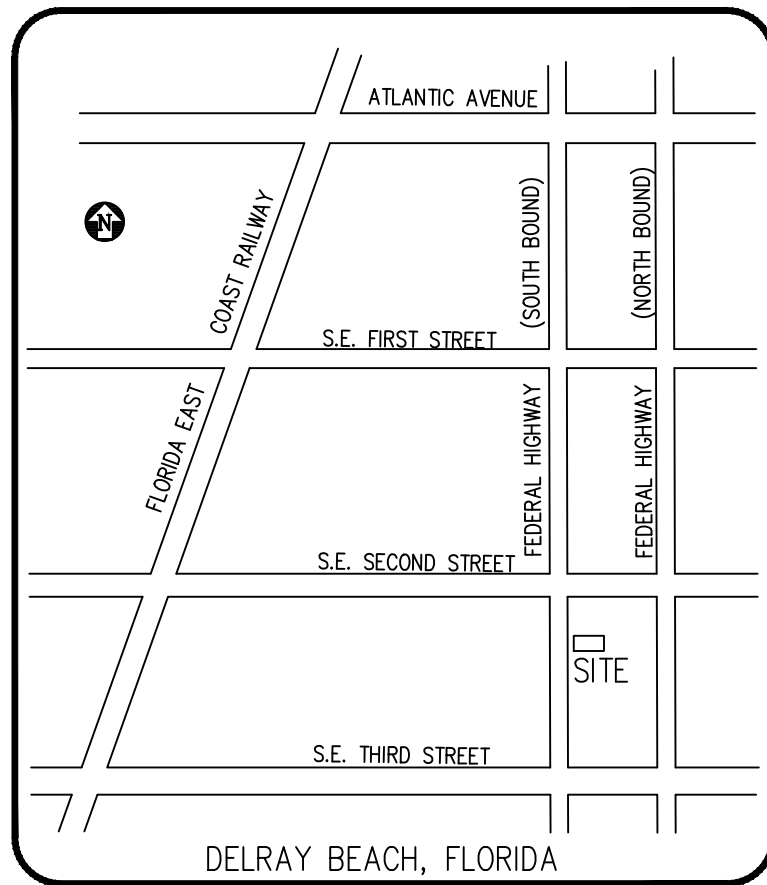 ATLANTIC AVENUE
N
COAST RAILWAY
(SOUTH BOUND)
(NORTH BOUND)
S.E. FIRST STREET
FLORIDA EAST
FEDERAL HIGHWAY
FEDERAL HIGHWAY
S.E. SECOND STREET
SITE
S.E. THIRD STREET
DELRAY BEACH, FLORIDA